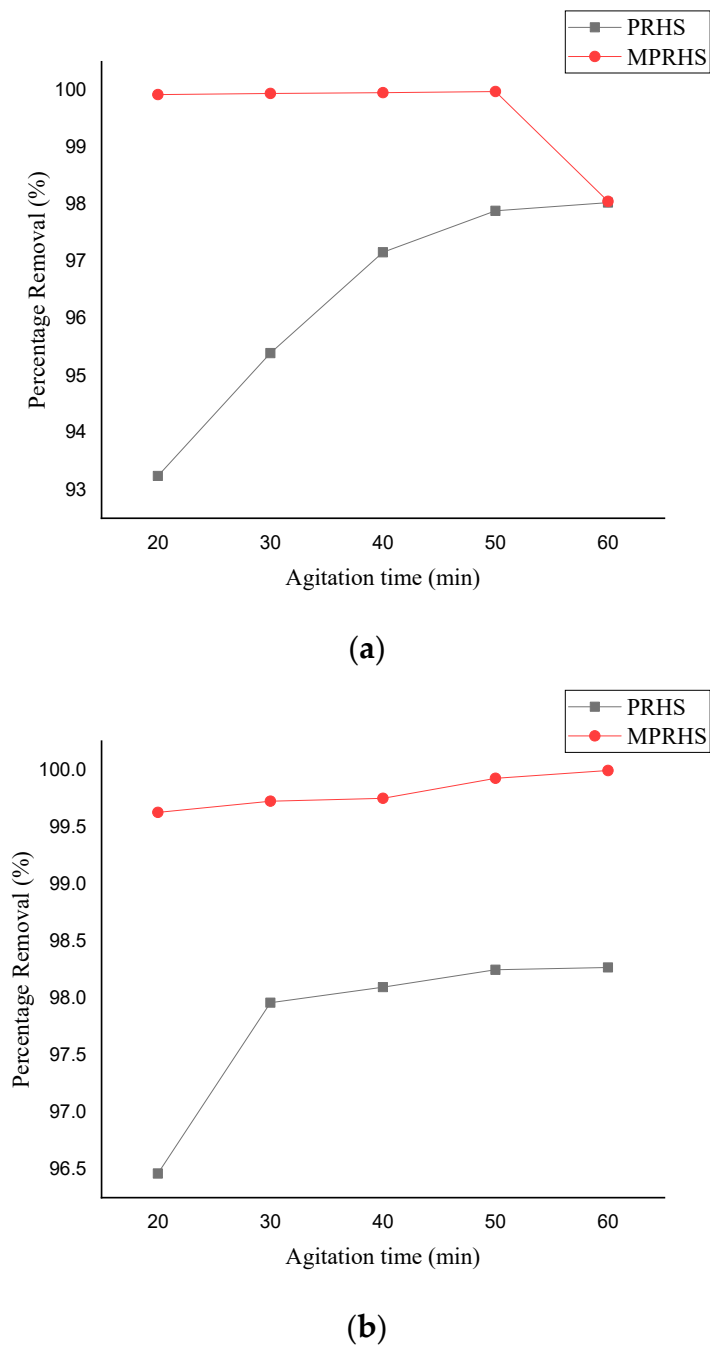 PRHS
MPRHS
100
99
98
97
96
95
94
93
Percentage Removal (%)
20 30 40 50 60
Agitation time (min)
(a)
PRHS
MPRHS
100.0
99.5
99.0
98.5
98.0
97.5
97.0
96.5
Percentage Removal (%)
20 30 40 50 60
Agitation time (min)
(b)